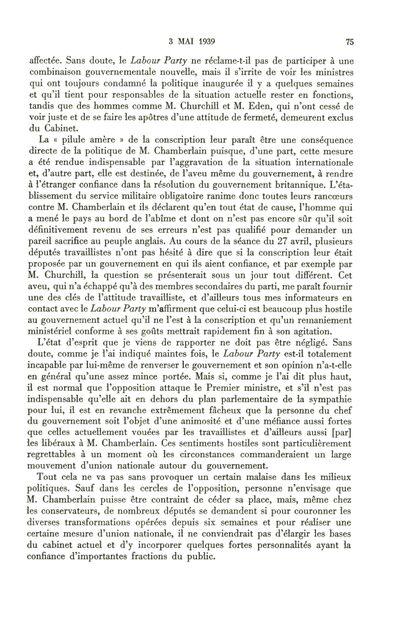 3 MAI 1939 75
affectée. Sans doute, le Labour Party ne réclame-t-il pas de participer à une
combinaison gouvernementale nouvelle, mais il s'irrite de voir les ministres
qui ont toujours condamné la politique inaugurée il y a quelques semaines
et qu'il tient pour responsables de la situation actuelle rester en fonctions,
tandis que des hommes comme M. Churchill et M. Eden, qui n'ont cessé de
voir juste et de se faire les apôtres d'une attitude de fermeté, demeurent exclus
du Cabinet.
La « pilule amère » de la conscription leur paraît être une conséquence
directe de la politique de M. Chamberlain puisque, d'une part, cette mesure
a été rendue indispensable par l'aggravation de la situation internationale
et, d'autre part, elle est destinée, de l'aveu même du gouvernement, à rendre
à l'étranger confiance dans la résolution du gouvernement britannique. L'éta-
blissement du service militaire obligatoire ranime donc toutes leurs rancœurs
contre M. Chamberlain et ils déclarent qu'en tout état de cause, l'homme qui
a mené le pays au bord de l'abîme et dont on n'est pas encore sûr qu'il soit
définitivement revenu de ses erreurs n'est pas qualifié pour demander un
pareil sacrifice au peuple anglais. Au cours de la séance du 27 avril, plusieurs
députés travaillistes n'ont pas hésité à dire que si la conscription leur était
proposée par un gouvernement en qui ils aient confiance, et par exemple par
M. Churchill, la question se présenterait sous un jour tout différent. Cet
aveu, qui n'a échappé qu'à des membres secondaires du parti, me paraît fournir
une des clés de l'attitude travailliste, et d'ailleurs tous mes informateurs en
contact avec le Labour Party m'affirment que celui-ci est beaucoup plus hostile
au gouvernement actuel qu'il ne l'est à la conscription et qu'un remaniement
ministériel conforme à ses goûts mettrait rapidement fin à son agitation.
L'état d'esprit que je viens de rapporter ne doit pas être négligé. Sans
doute, comme je l'ai indiqué maintes fois, le Labour Party est-il totalement
incapable par lui-même de renverser le gouvernement et son opinion n'a-t-elle
en général qu'une assez mince portée. Mais si, comme je l'ai dit plus haut,
il est normal que l'opposition attaque le Premier ministre, et s'il n'est pas
indispensable qu'elle ait en dehors du plan parlementaire de la sympathie
pour lui, il est en revanche extrêmement fâcheux que la personne du chef
du gouvernement soit l'objet d'une animosité et d'une méfiance aussi fortes
que celles actuellement vouées par les travaillistes et d'ailleurs aussi [par]
les libéraux à M. Chamberlain. Ces sentiments hostiles sont particulièrement
regrettables à un moment où les circonstances commanderaient un large
mouvement d'union nationale autour du gouvernement.
Tout cela ne va pas sans provoquer un certain malaise dans les milieux
politiques. Sauf dans les cercles de l'opposition, personne n'envisage que
M. Chamberlain puisse être contraint de céder sa place, mais, même chez
les conservateurs, de nombreux députés se demandent si pour couronner les
diverses transformations opérées depuis six semaines et pour réaliser une
certaine mesure d'union nationale, il ne conviendrait pas d'élargir les bases
du cabinet actuel et d'y incorporer quelques fortes personnalités ayant la
confiance d'importantes fractions du public.